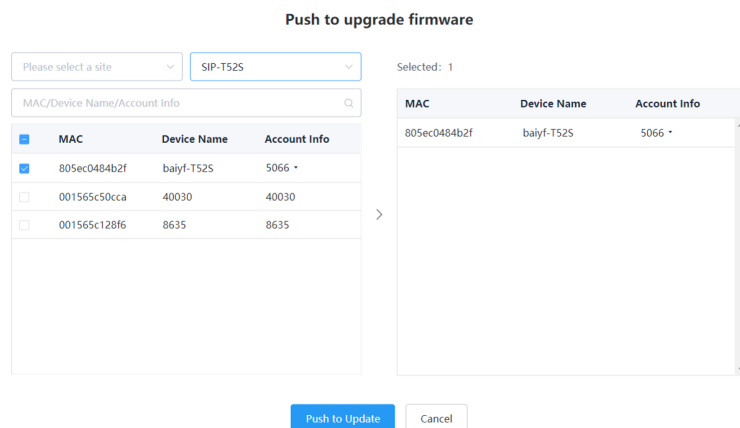 Push to upgrade firmware
Please select a site
SIP-T52S
Selected: 1
MAC/Device Name/Account Info
MAC Device Name Account Info
805ec0484b2f baiyf-T52S 5066
001565c50cca 40030 40030
001565c128f6 8635 8635
MAC Device Name Account Info
805ec0484b2f baiyf-T52S 5066
Push to Update
Cancel